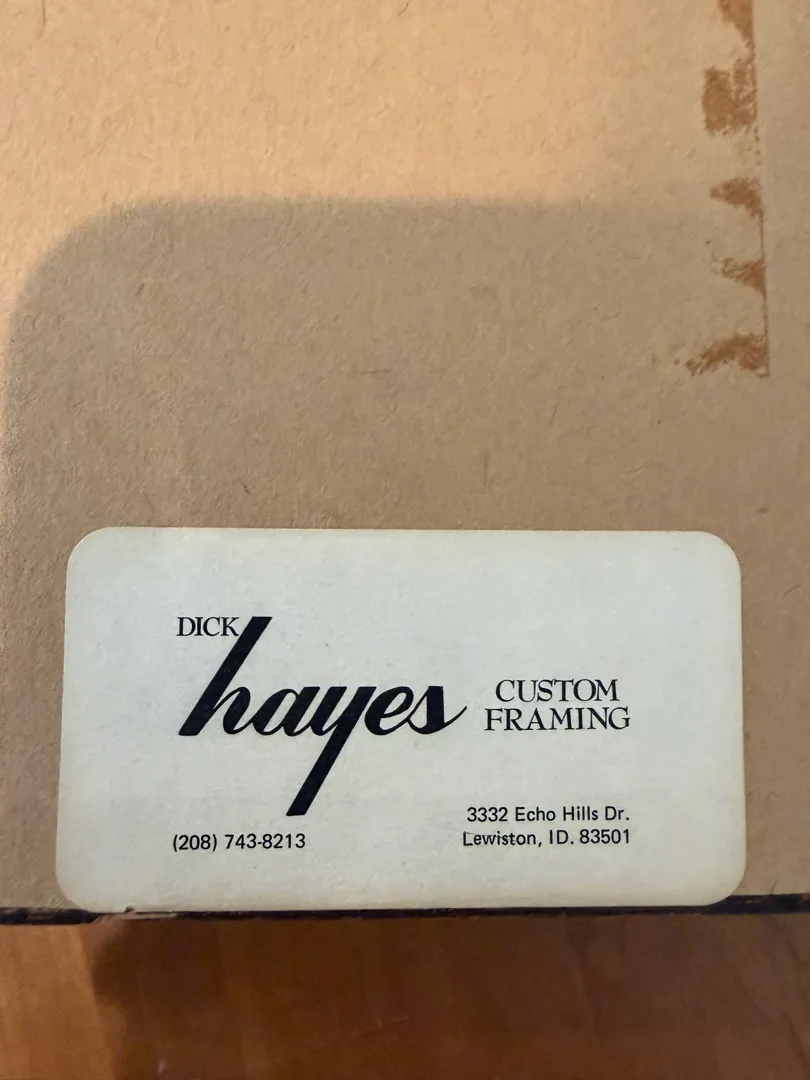 DICK
hayes
CUSTOM
FRAMING
(208) 743-8213
3332 Echo Hills Dr.
Lewiston, ID. 83501